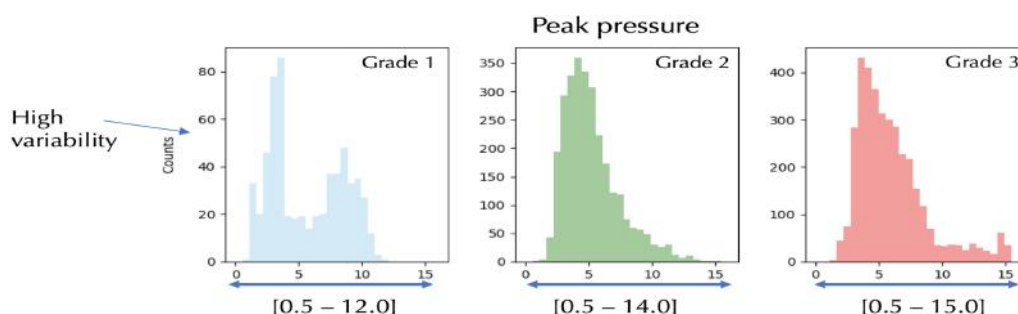 Peak pressure
High
variability
Counts
Grade 1
80
60
40
20
0
0 5 10 15
[0.5 – 12.0]
Grade 2
350
300
250
200
150
100
50
0
0 5 10 15
[0.5 – 14.0]
Grade 3
400
300
200
100
0
0 5 10 15
[0.5 – 15.0]